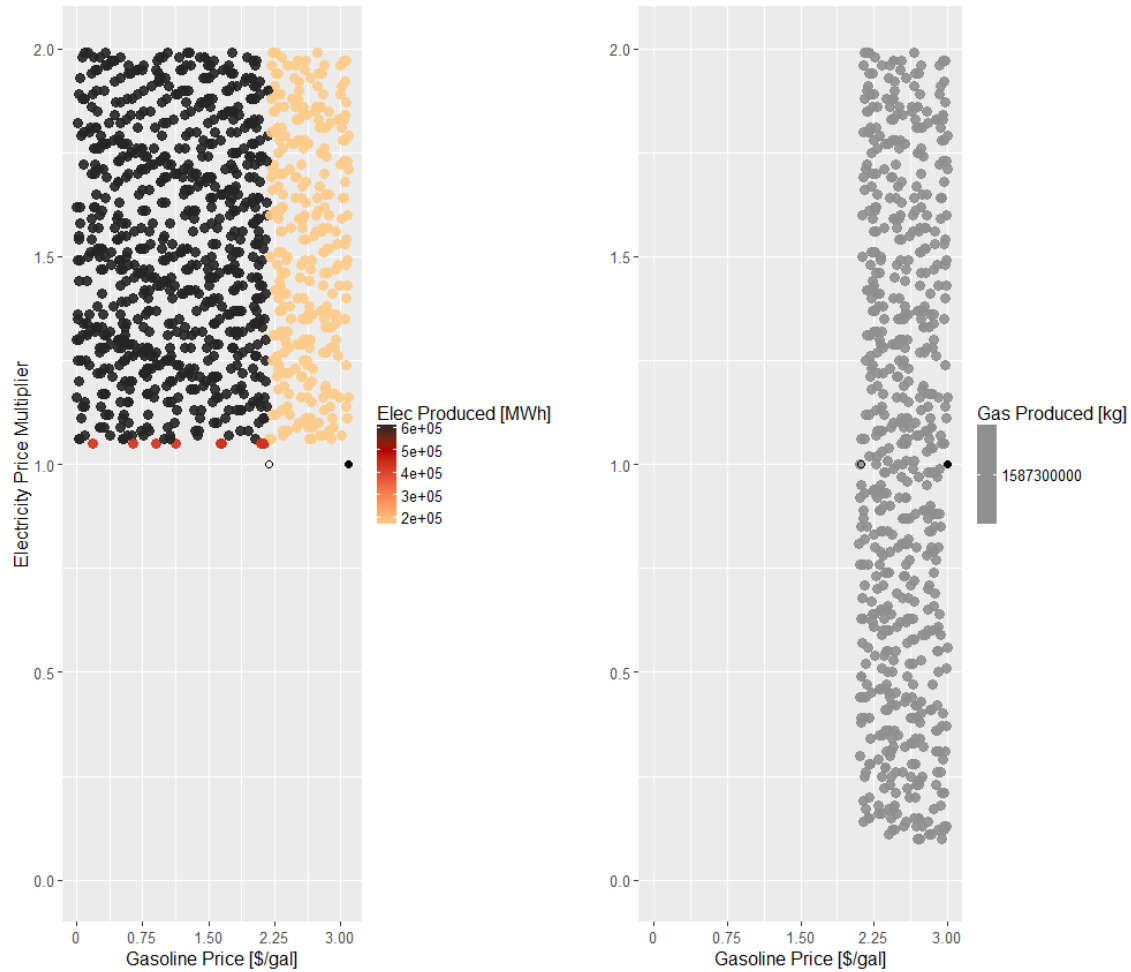 Electricity Price Multiplier
2.0
1.5
1.0
0.5
0.0
0 0.75 1.50 2.25 3.00
Gasoline Price [$/gal]
Elec Produced [MWh]
6e+05
5e+05
4e+05
3e+05
2e+05
2.0
1.5
1.0
0.5
0.0
0 0.75 1.50 2.25 3.00
Gasoline Price [$/gal]
Gas Produced [kg]
1587300000